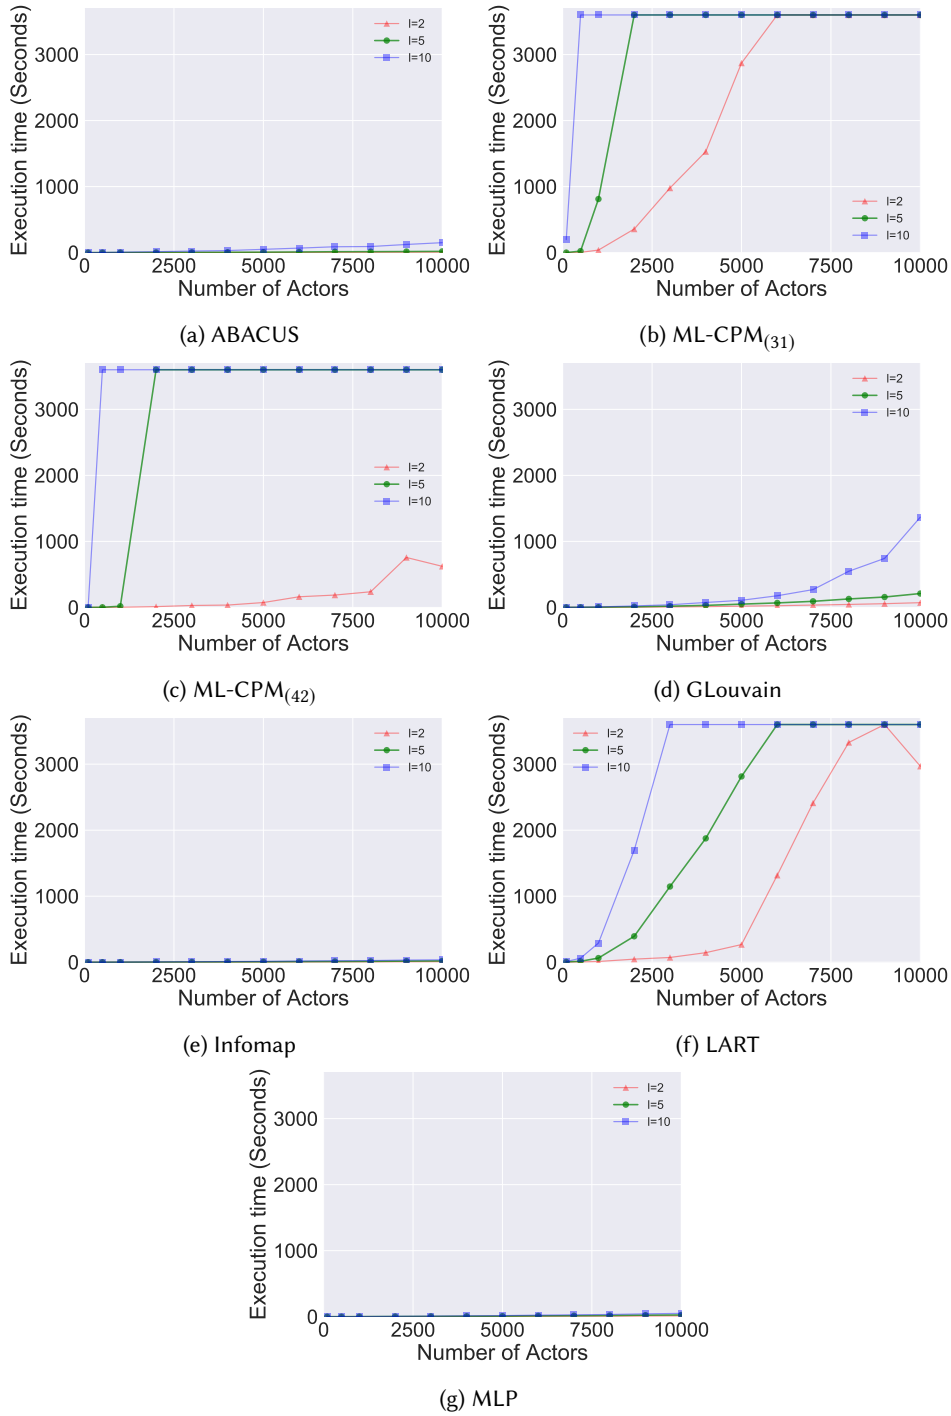 3000
2000
1000
0
Execution time (Seconds)
l=2
l=5
l=10
0 2500 5000 7500 10000
Number of Actors
(a) ABACUS
3000
2000
1000
0
Execution time (Seconds)
l=2
l=5
l=10
0 2500 5000 7500 10000
Number of Actors
(b) ML-CPM(31)
3000
2000
1000
0
Execution time (Seconds)
l=2
l=5
l=10
0 2500 5000 7500 10000
Number of Actors
(c) ML-CPM(42)
3000
2000
1000
0
Execution time (Seconds)
l=2
l=5
l=10
0 2500 5000 7500 10000
Number of Actors
(d) GLouvain
3000
2000
1000
0
Execution time (Seconds)
l=2
l=5
l=10
0 2500 5000 7500 10000
Number of Actors
(e) Infomap
3000
2000
1000
0
Execution time (Seconds)
l=2
l=5
l=10
0 2500 5000 7500 10000
Number of Actors
(f) LART
3000
2000
1000
0
Execution time (Seconds)
l=2
l=5
l=10
0 2500 5000 7500 10000
Number of Actors
(g) MLP